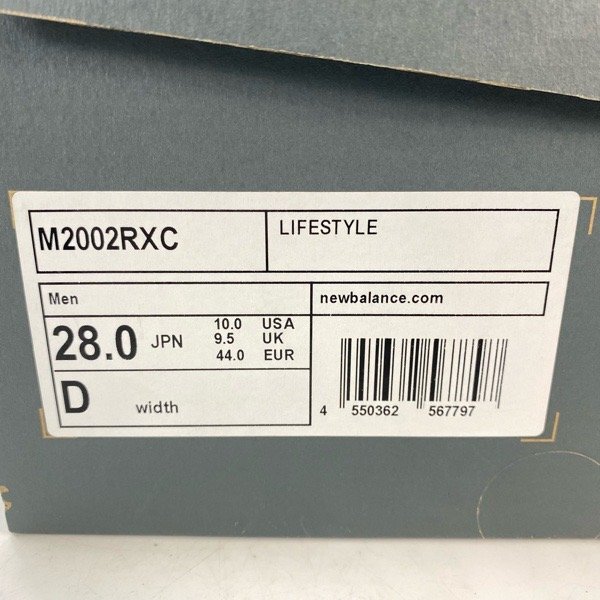 M2002RXC
LIFESTYLE
Men
newbalance.com
28.0 JPN
10.0 USA
9.5 UK
44.0 EUR
D width
4 550362 567797